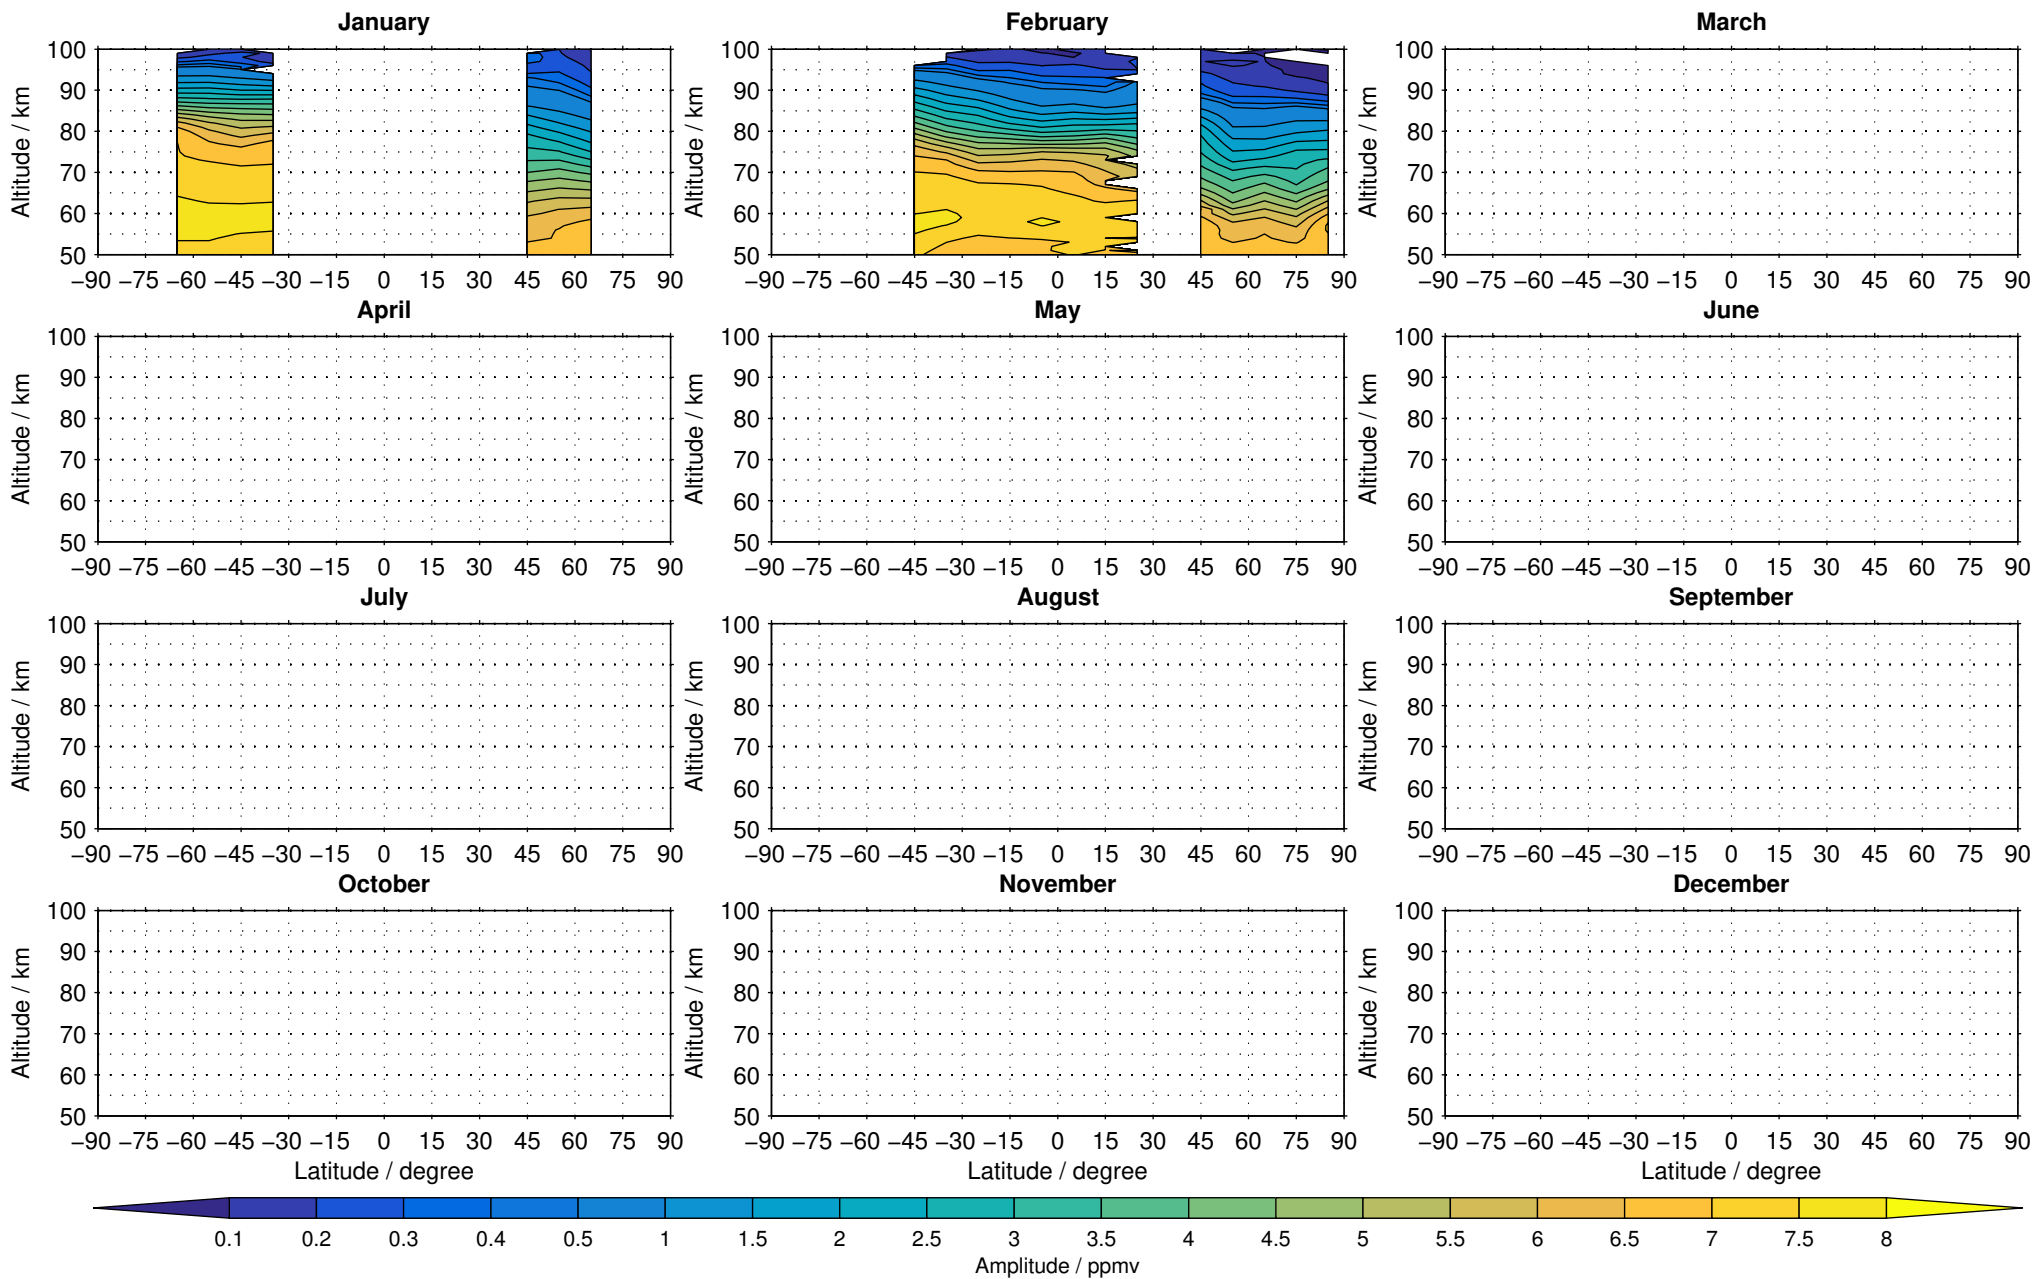 January February March
100 100 100
90 90 90
80 80 80
70 70 70
60 60 60
50 50 50
Altitude / km Altitude / km Altitude / km
−90 −75 −60 −45 −30 −15 0 15 30 45 60 75 90 −90 −75 −60 −45 −30 −15 0 15 30 45 60 75 90 −90 −75 −60 −45 −30 −15 0 15 30 45 60 75 90
April May June
100 100 100
90 90 90
80 80 80
70 70 70
60 60 60
50 50 50
Altitude / km Altitude / km Altitude / km
−90 −75 −60 −45 −30 −15 0 15 30 45 60 75 90 −90 −75 −60 −45 −30 −15 0 15 30 45 60 75 90 −90 −75 −60 −45 −30 −15 0 15 30 45 60 75 90
July August September
100 100 100
90 90 90
80 80 80
70 70 70
60 60 60
50 50 50
Altitude / km Altitude / km Altitude / km
−90 −75 −60 −45 −30 −15 0 15 30 45 60 75 90 −90 −75 −60 −45 −30 −15 0 15 30 45 60 75 90 −90 −75 −60 −45 −30 −15 0 15 30 45 60 75 90
October November December
100 100 100
90 90 90
80 80 80
70 70 70
60 60 60
50 50 50
Altitude / km Altitude / km Altitude / km
−90 −75 −60 −45 −30 −15 0 15 30 45 60 75 90 −90 −75 −60 −45 −30 −15 0 15 30 45 60 75 90 −90 −75 −60 −45 −30 −15 0 15 30 45 60 75 90
Latitude / degree Latitude / degree Latitude / degree
0.1 0.2 0.3 0.4 0.5 1 1.5 2 2.5 3 3.5 4 4.5 5 5.5 6 6.5 7 7.5 8
Amplitude / ppmv